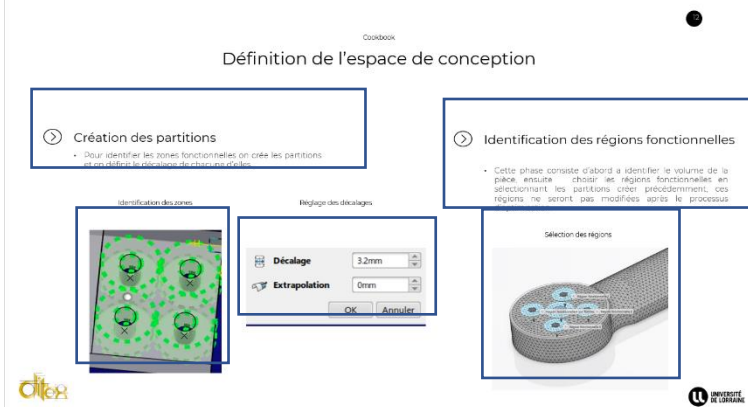 12
Cookbook
Définition de l'espace de conception
Création des partitions
• Pour identifier les zones fonctionnelles on crée les partitions
et on définit le décalage de chacune d'elles
Identification des zones
Réglage des décalages
Décalage
3.2mm
Extrapolation
0mm
OK
Annuler
Identification des régions fonctionnelles
• Cette phase consiste d'abord a identifier le volume de la
pièce, ensuite choisir les régions fonctionnelles en
sélectionnant les partitions créer précédemment, ces
régions ne seront pas modifiées après le processus
Sélection des régions
UNIVERSITÉ
DE LORRAINE